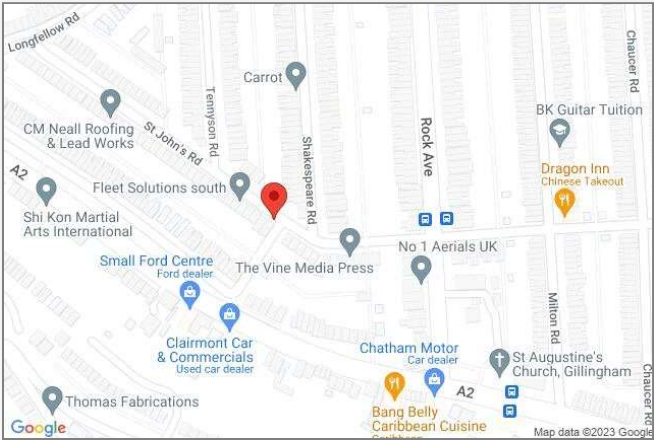 Longfellow Rd
Carrot
Chaucer Rd
Tennyson Rd
CM Neall Roofing
& Lead Works
St John's Rd
Shakespeare Rd
Rock Ave
BK Guitar Tuition
A2
Dragon Inn
Chinese Takeout
Fleet Solutions south
Shi Kon Martial
Arts International
No 1 Aerials UK
Small Ford Centre
Ford dealer
The Vine Media Press
Milton Rd
Clairmont Car
& Commercials
Used car dealer
Chatham Motor
Car dealer
St Augustine's
Church, Gillingham
Chaucer Rd
A2
Thomas Fabrications
Bang Belly
Caribbean Cuisine
Caribbean
Google
Map data ©2023 Google